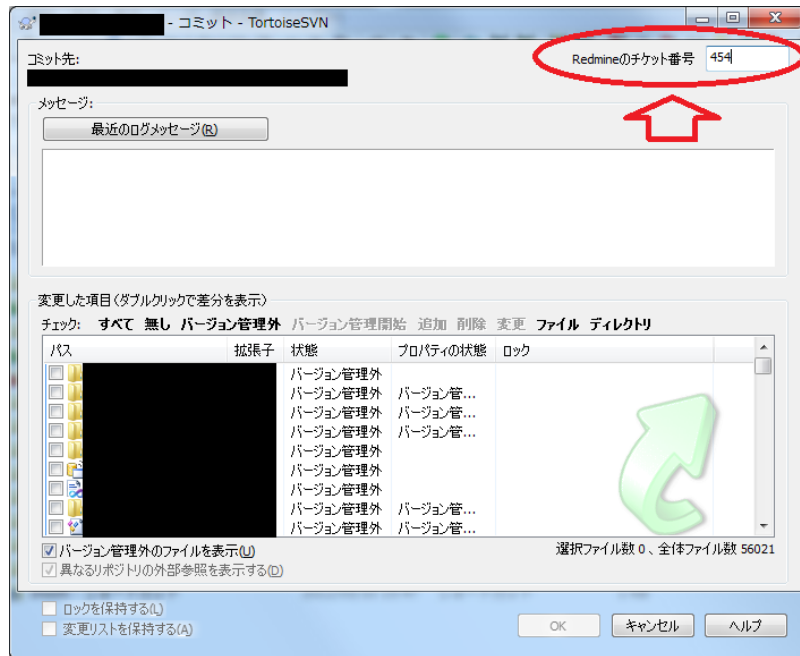 - コミット - TortoiseSVN
コミット先:
Redmineのチケット番号 454
メッセージ:
最近のログメッセージ(R)
変更した項目(ダブルクリックで差分を表示)
チェック: すべて 無し バージョン管理外 バージョン管理開始 追加 削除 変更 ファイル ディレクトリ
パス 拡張子 状態 プロパティの状態 ロック
バージョン管理外
バージョン管理外 バージョン管...
バージョン管理外 バージョン管...
バージョン管理外 バージョン管...
バージョン管理外
バージョン管理外
バージョン管理外
バージョン管理外 バージョン管...
バージョン管理外 バージョン管...
バージョン管理外のファイルを表示(U)
選択ファイル数 0 、全体ファイル数 56021
異なるリポジトリの外部参照を表示する(D)
ロックを保持する(L)
変更リストを保持する(A)
OK キャンセル ヘルプ